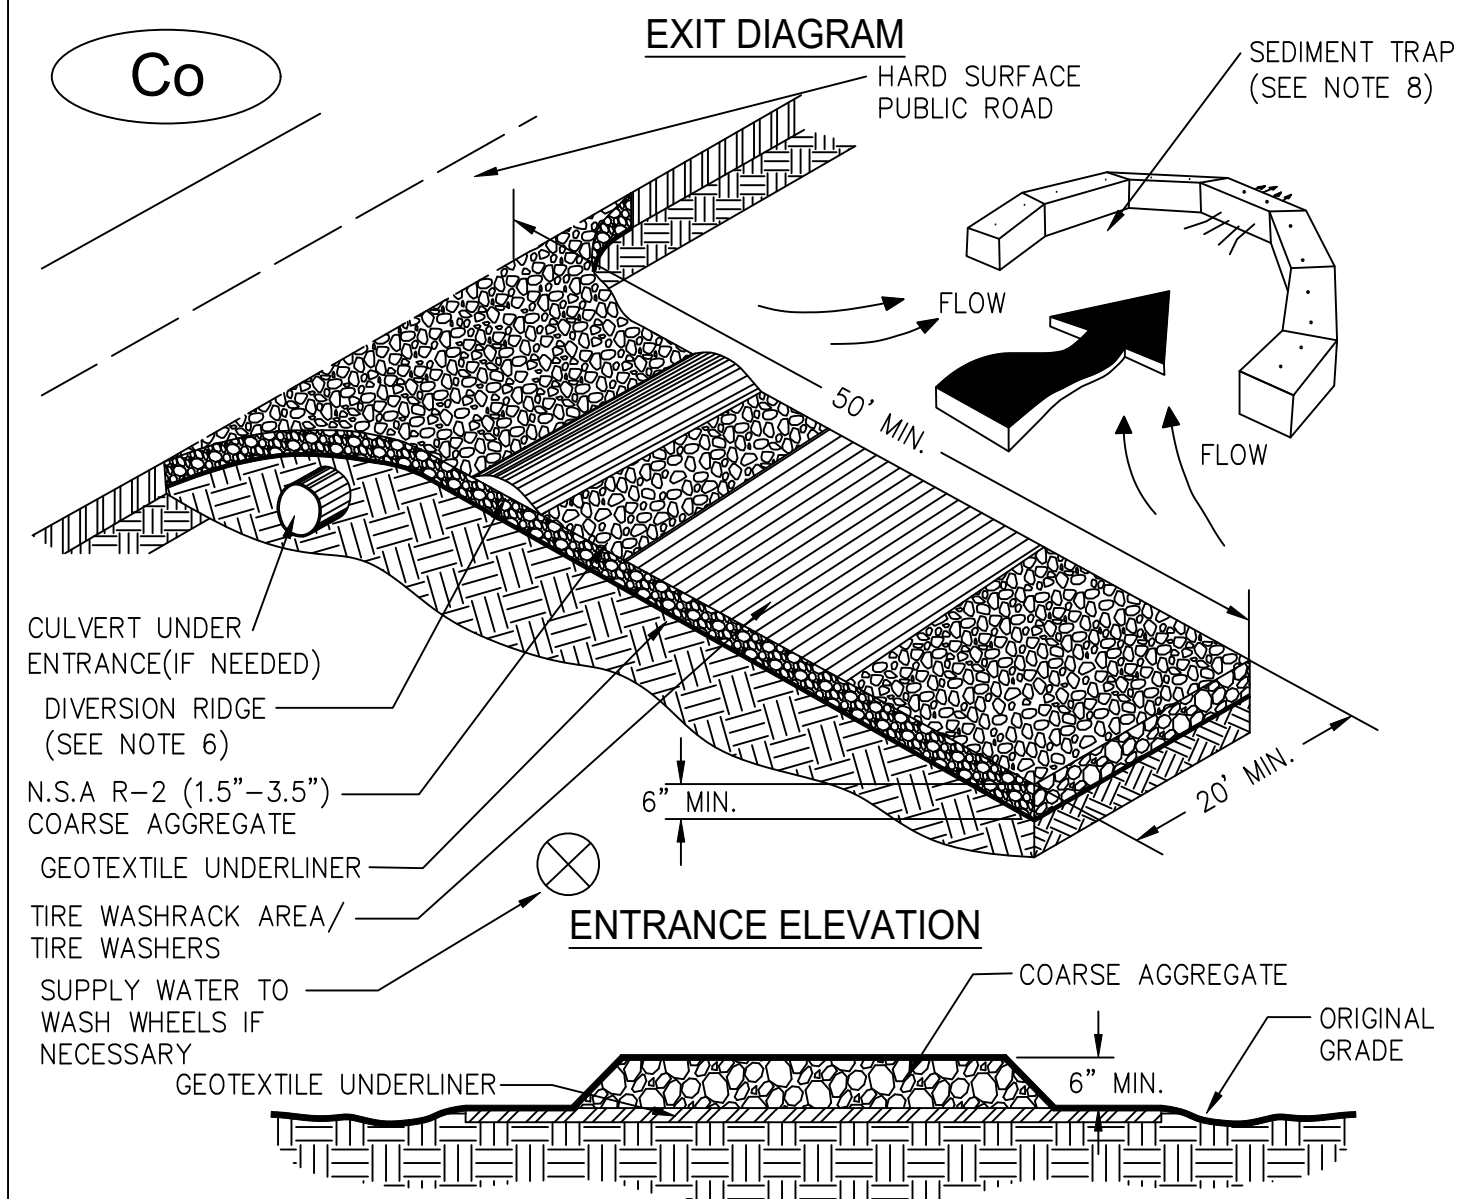 EXIT DIAGRAM
Co
HARD SURFACE
PUBLIC ROAD
SEDIMENT TRAP
(SEE NOTE 8)
FLOW
50' MIN.
FLOW
CULVERT UNDER
ENTRANCE(IF NEEDED)
DIVERSION RIDGE
(SEE NOTE 6)
N.S.A R-2 (1.5"-3.5")
COARSE AGGREGATE
6" MIN.
20' MIN.
GEOTEXTILE UNDERLINER
TIRE WASHRACK AREA/
TIRE WASHERS
SUPPLY WATER TO
WASH WHEELS IF
NECESSARY
ENTRANCE ELEVATION
COARSE AGGREGATE
ORIGINAL
GRADE
GEOTEXTILE UNDERLINER
6" MIN.